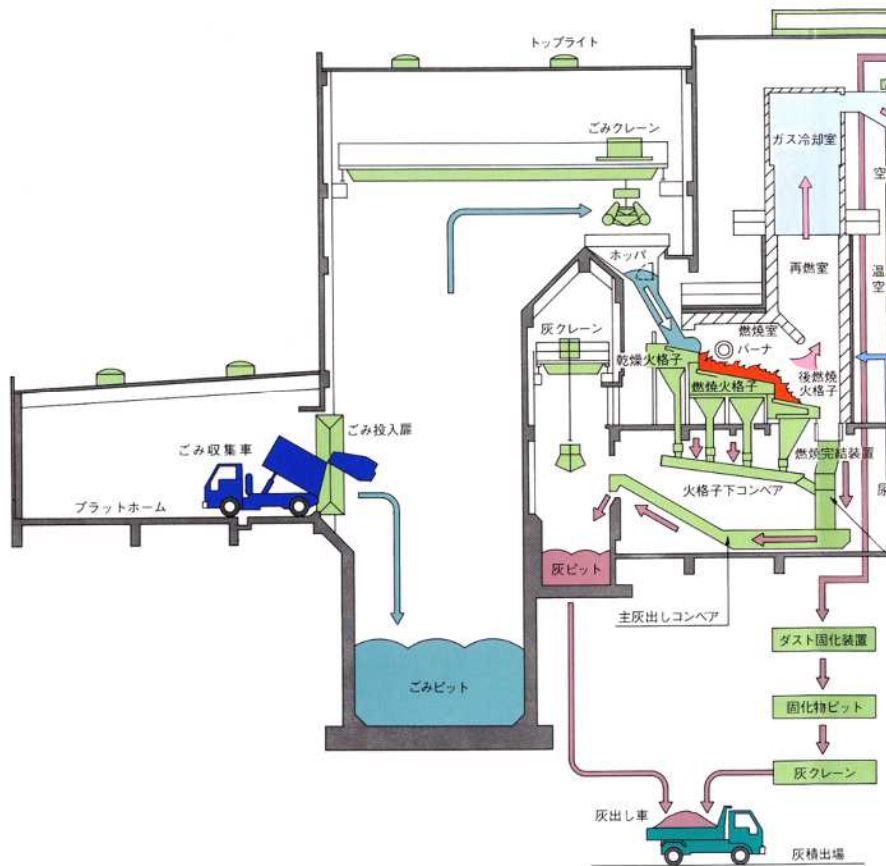 トップライト
ごみクレーン
ガス冷却室
空
ホッパ
再燃室
温
空
灰クレーン
燃焼室
バーナ
乾燥火格子
燃焼火格子
後燃焼
火格子
ごみ投入扉
ごみ収集車
燃焼完結装置
火格子下コンベア
プラットホーム
灰ピット
主灰出しコンベア
ダスト固化装置
ごみピット
固化物ピット
灰クレーン
灰出し車
灰積出場